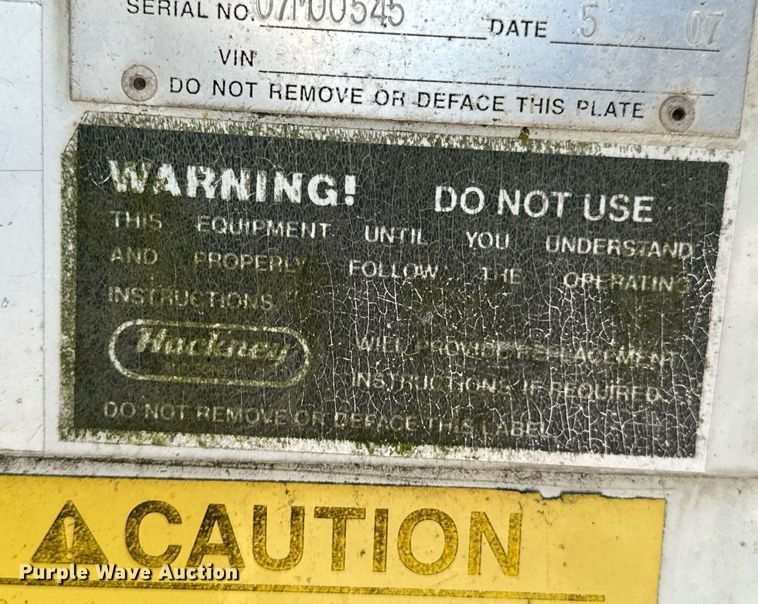 SERIAL NO. 07M00545
DATE 5 07
VIN
DO NOT REMOVE OR DEFACE THIS PLATE
WARNING! DO NOT USE
THIS EQUIPMENT UNTIL YOU UNDERSTAND
AND PROPERLY FOLLOW THE OPERATING
INSTRUCTIONS
Hackney WILL PROVIDE REPLACEMENT
INSTRUCTIONS IF REQUIRED
DO NOT REMOVE OR DEFACE THIS LABEL
CAUTION
Purple Wave Auction